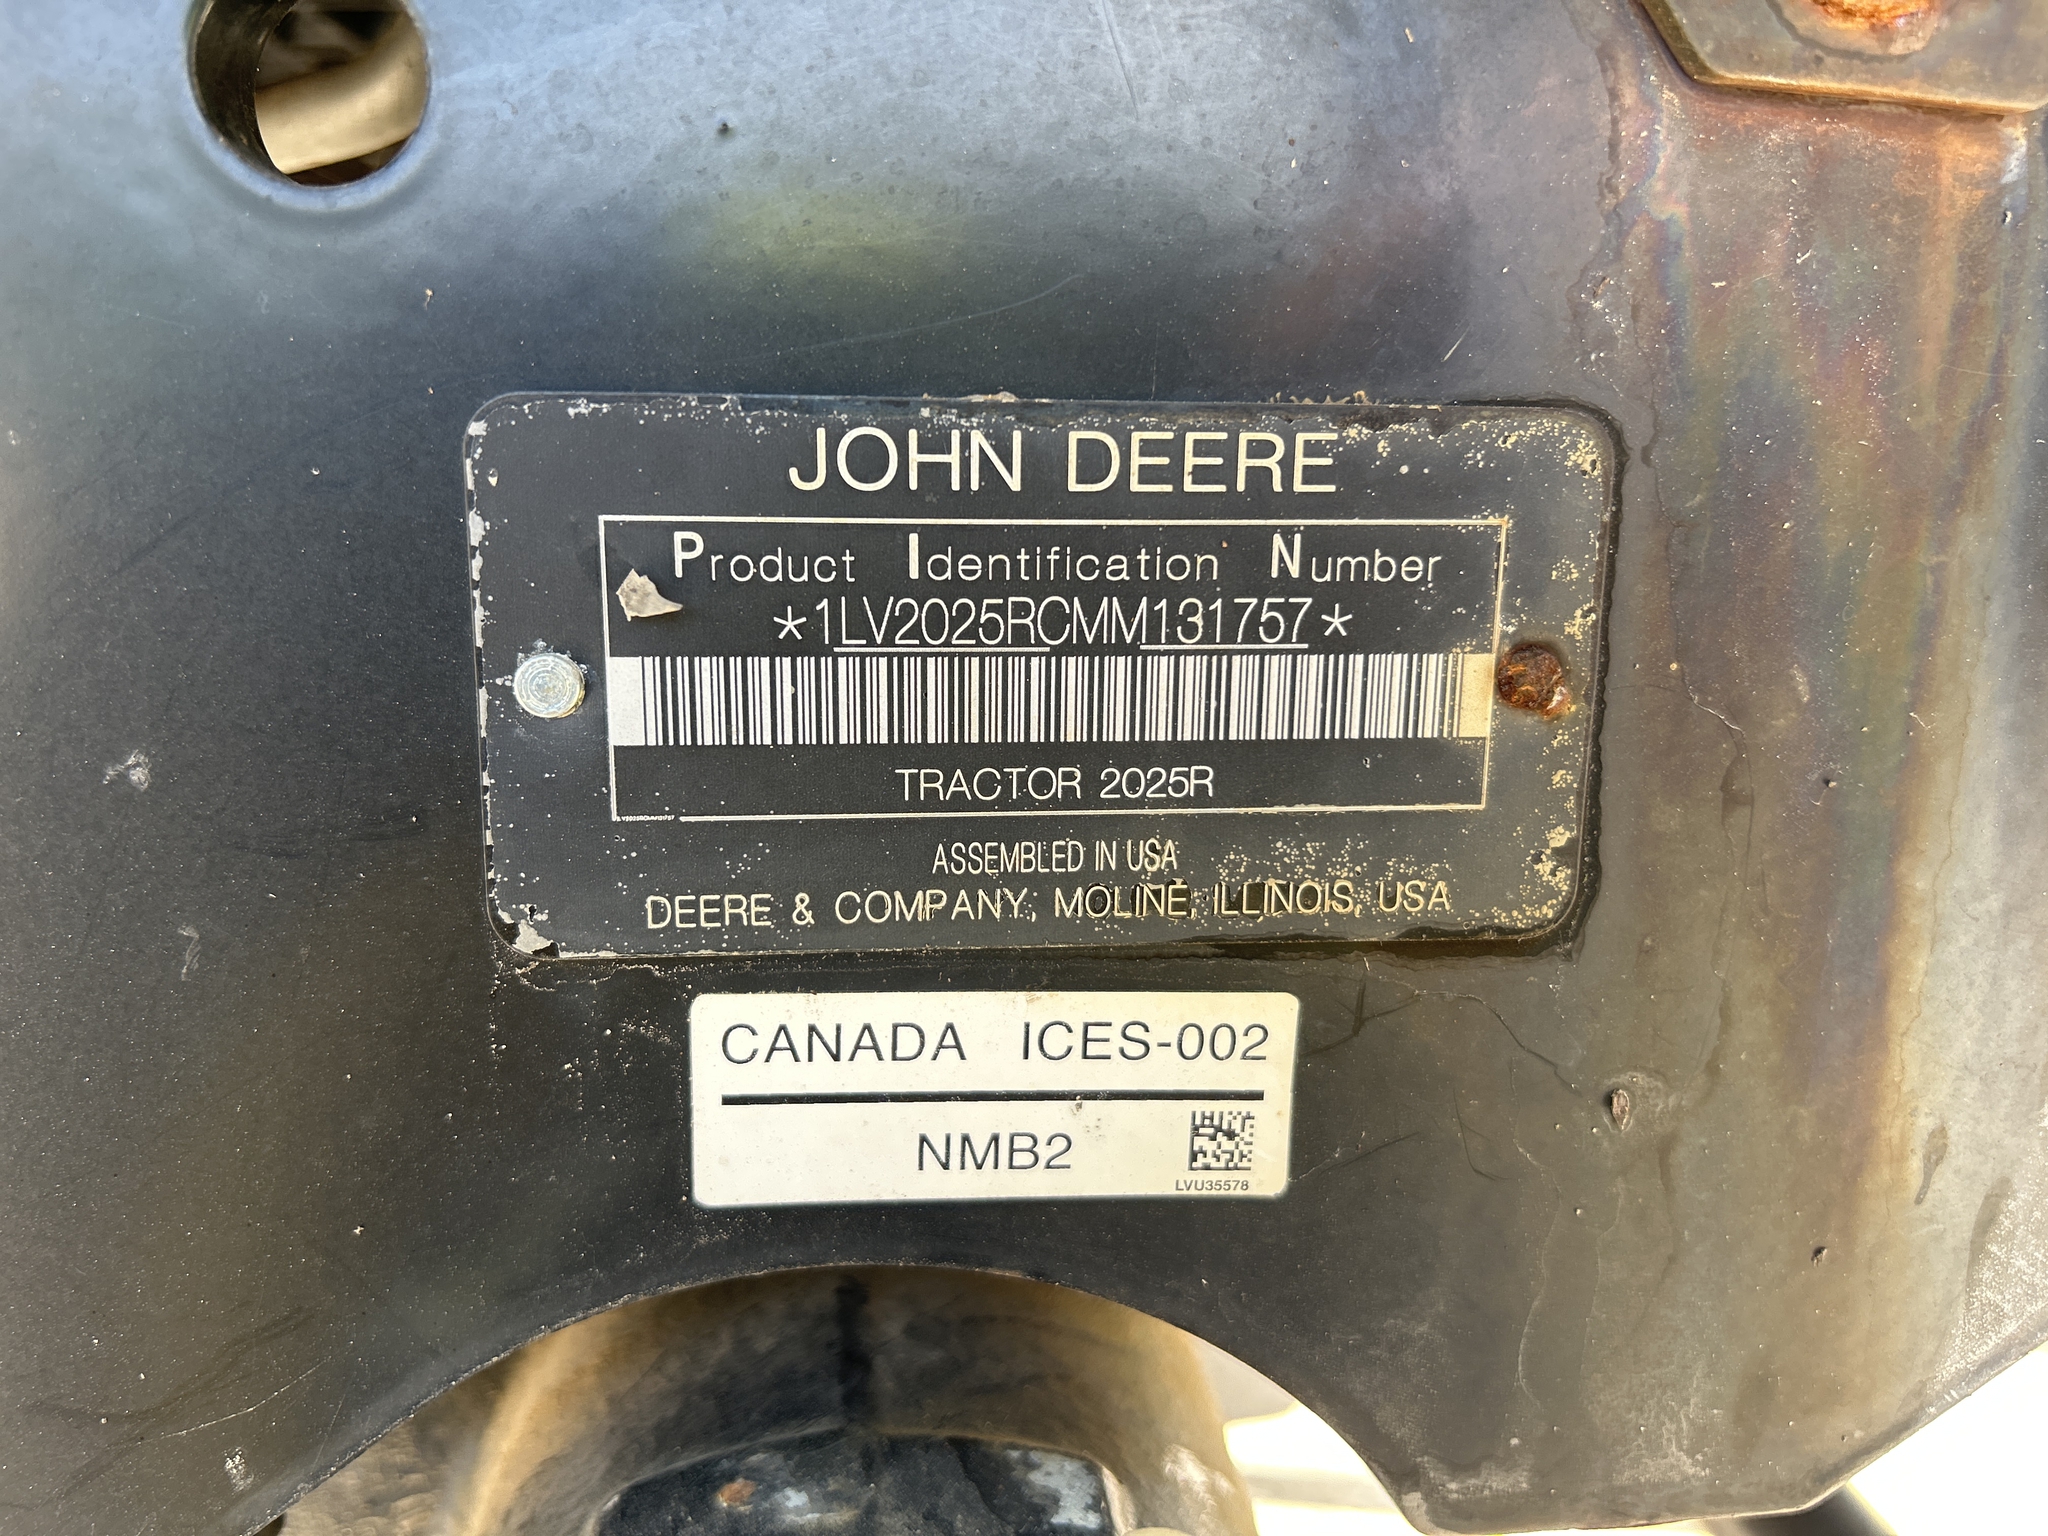 JOHN DEERE
Product Identification Number
*1LV2025RCMM131757*
TRACTOR 2025R
ASSEMBLED IN USA
DEERE & COMPANY, MOLINE, ILLINOIS, USA
CANADA ICES-002
NMB2
LVU35578